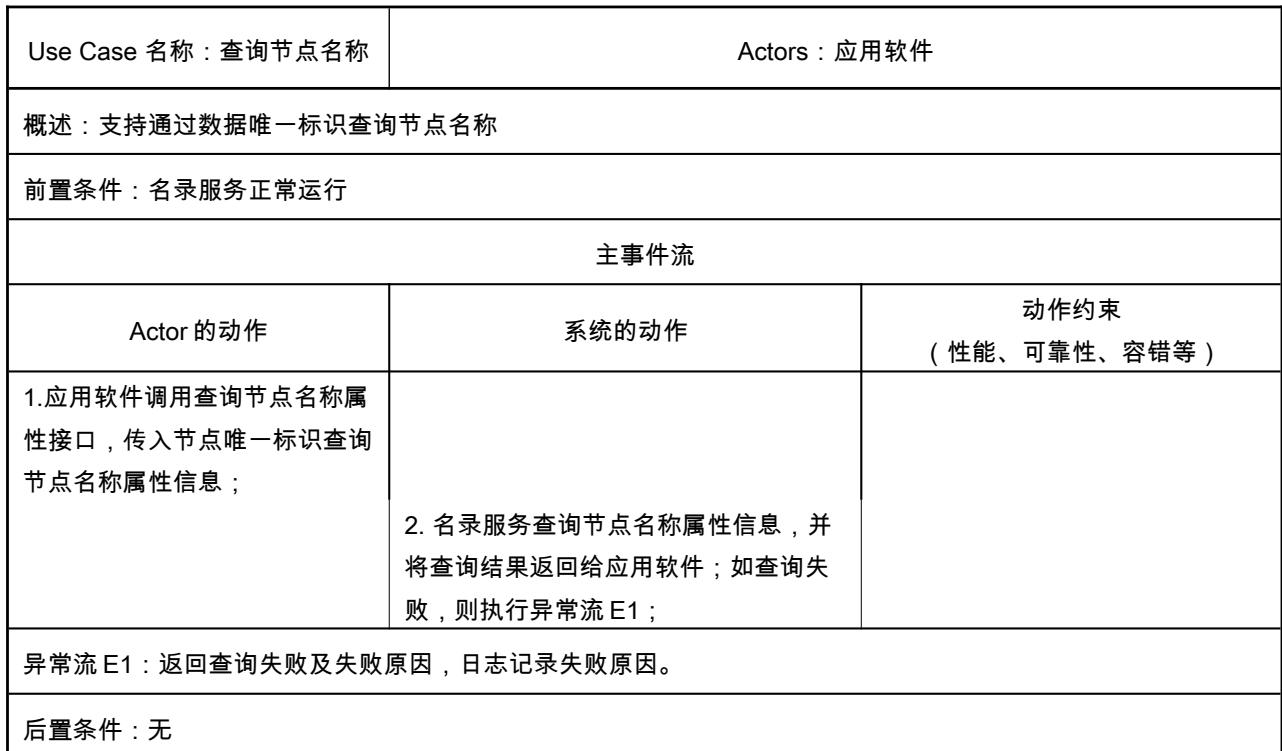 Use Case 名称：查询节点名称
Actors：应用软件
概述：支持通过数据唯一标识查询节点名称
前置条件：名录服务正常运行
主事件流
Actor 的动作
系统的动作
动作约束
（性能、可靠性、容错等）
1.应用软件调用查询节点名称属
性接口，传入节点唯一标识查询
节点名称属性信息；
2. 名录服务查询节点名称属性信息，并
将查询结果返回给应用软件；如查询失
败，则执行异常流 E1；
异常流 E1：返回查询失败及失败原因，日志记录失败原因。
后置条件：无